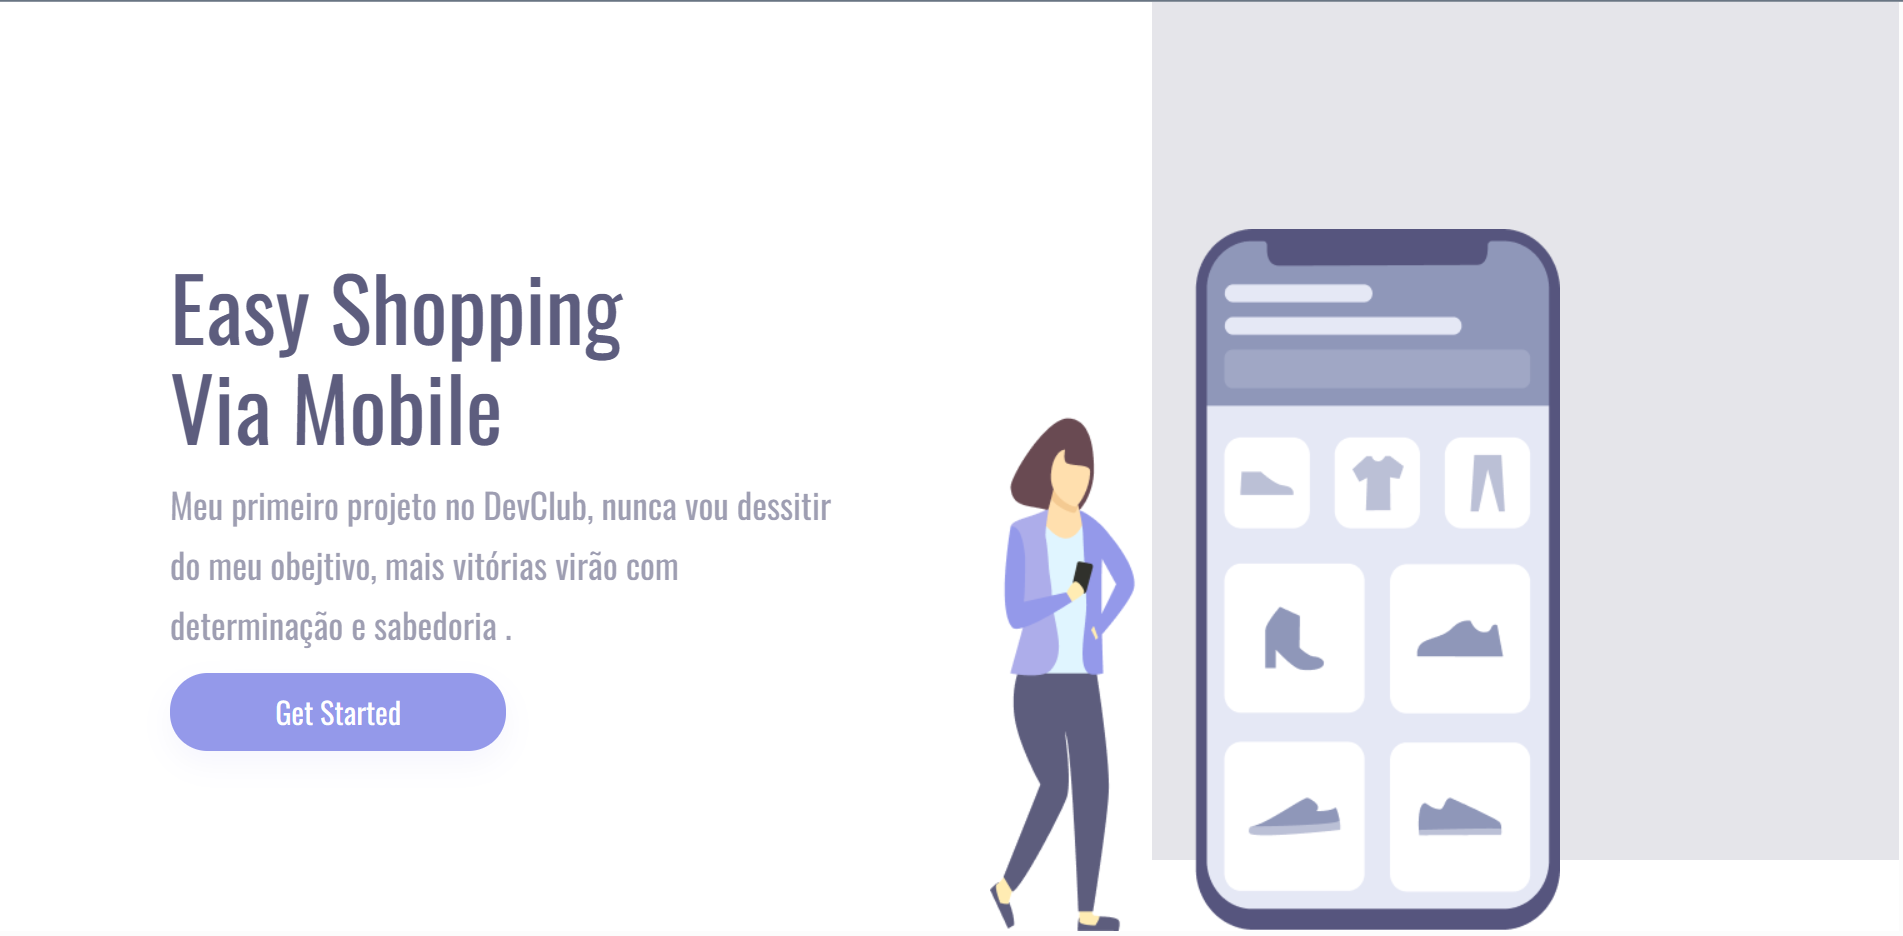 Easy Shopping
Via Mobile
Meu primeiro projeto no DevClub, nunca vou dessitir
do meu obejtivo, mais vitórias virão com
determinação e sabedoria .
Get Started